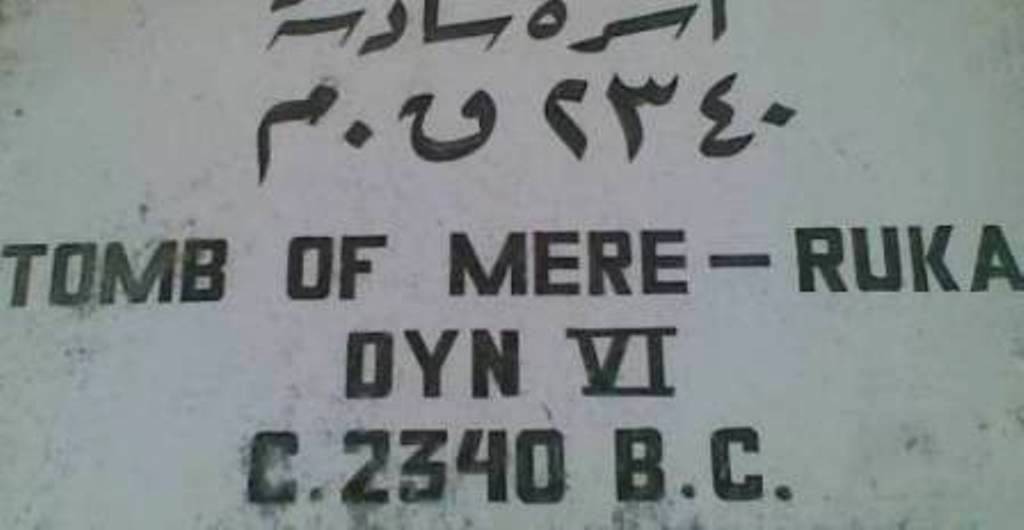 اسرة سادسة
٢٣٤٠ ق.م
TOMB OF MERE-RUKA
DYN VI
C.2340 B.C.